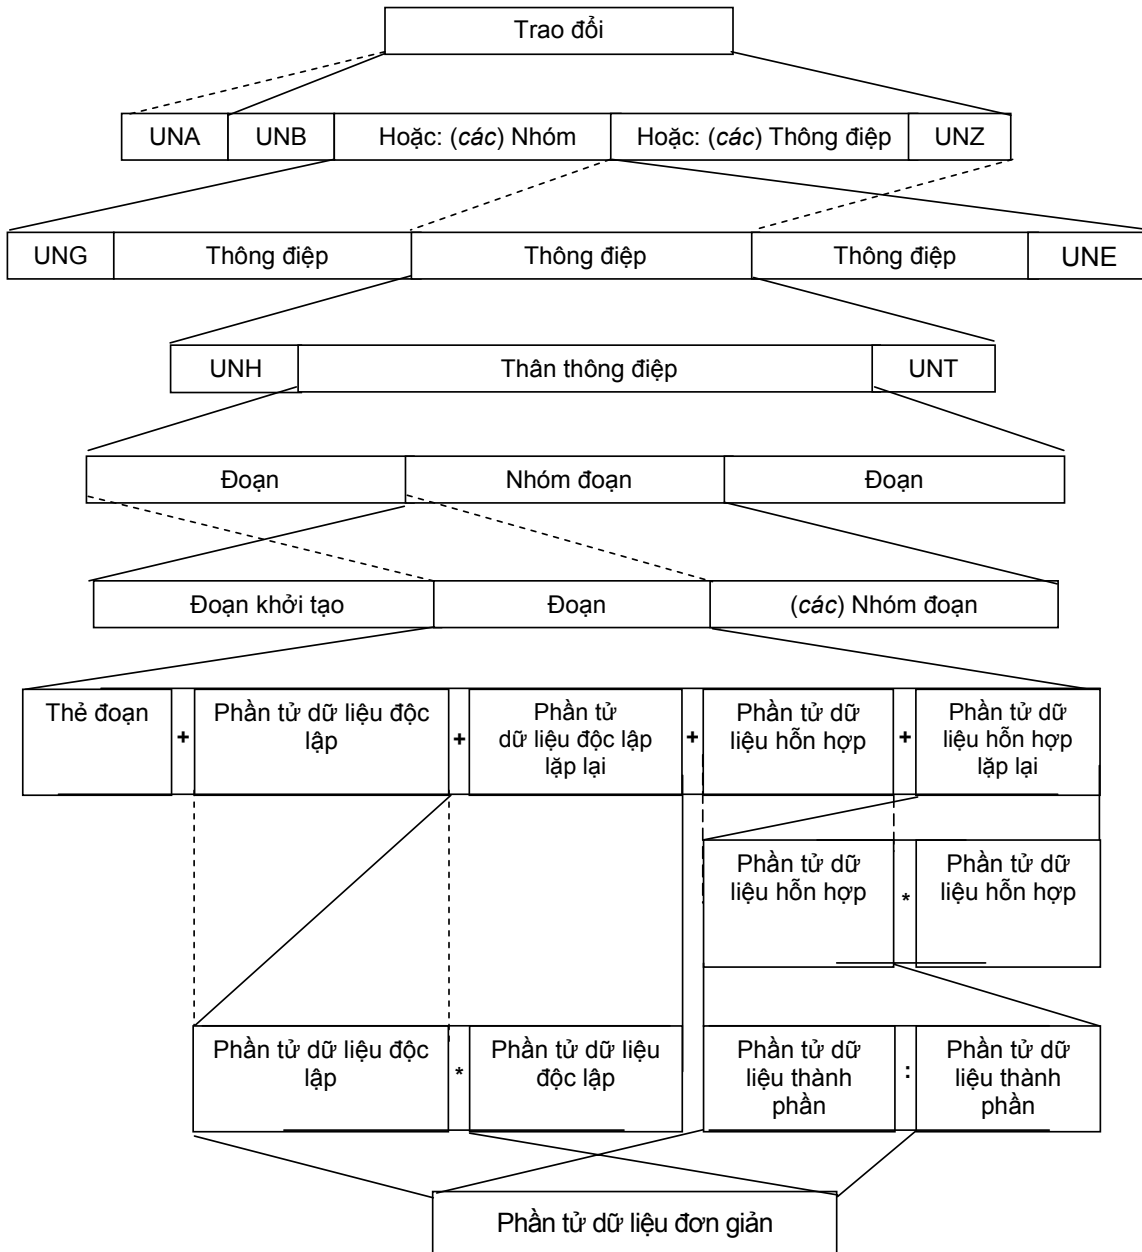 Trao đổi
UNA UNB Hoặc: (các) Nhóm Hoặc: (các) Thông điệp UNZ
UNG Thông điệp Thông điệp Thông điệp UNE
UNH Thân thông điệp UNT
Đoạn Nhóm đoạn Đoạn
Đoạn khởi tạo Đoạn (các) Nhóm đoạn
Thẻ đoạn
+
Phần tử dữ liệu độc
lập
+
Phần tử
dữ liệu độc lập
lặp lại
+
Phần tử dữ
liệu hỗn hợp
+
Phần tử dữ
liệu hỗn hợp
lặp lại
Phần tử dữ
liệu hỗn hợp
*
Phần tử dữ
liệu hỗn hợp
Phần tử dữ liệu độc
lập
*
Phần tử dữ liệu
độc lập
Phần tử dữ
liệu thành
phần
:
Phần tử dữ
liệu thành
phần
Phần tử dữ liệu đơn giản